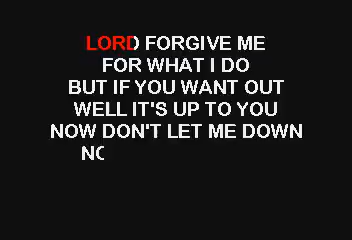 LORD FORGIVE ME
FOR WHAT I DO
BUT IF YOU WANT OUT
WELL IT'S UP TO YOU
NOW DON'T LET ME DOWN